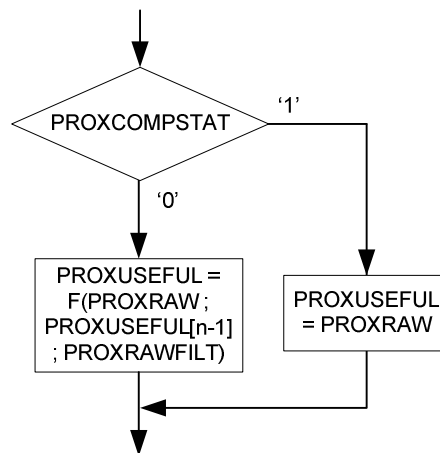 PROXCOMPSTAT
‘1’
‘0’
PROXUSEFUL =
F(PROXRAW ;
PROXUSEFUL[n-1]
; PROXRAWFILT)
PROXUSEFUL
= PROXRAW